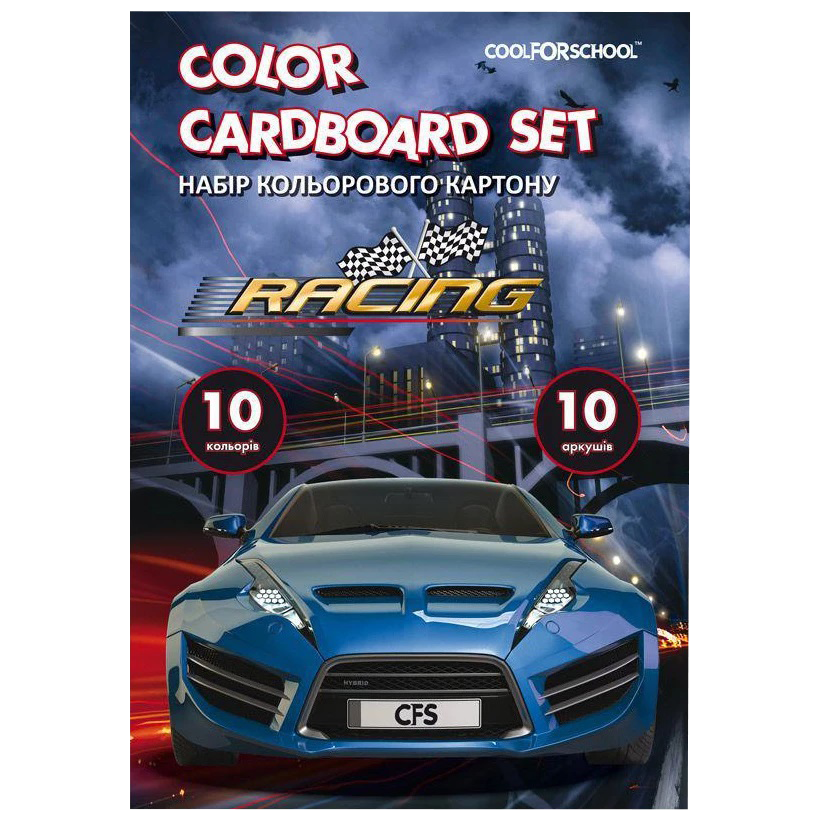 COOLFORSCHOOL™
COLOR
CARDBOARD SET
НАБІР КОЛЬОРОВОГО КАРТОНУ
RACING
10
кольорів
10
аркушів
HYBRID
CFS